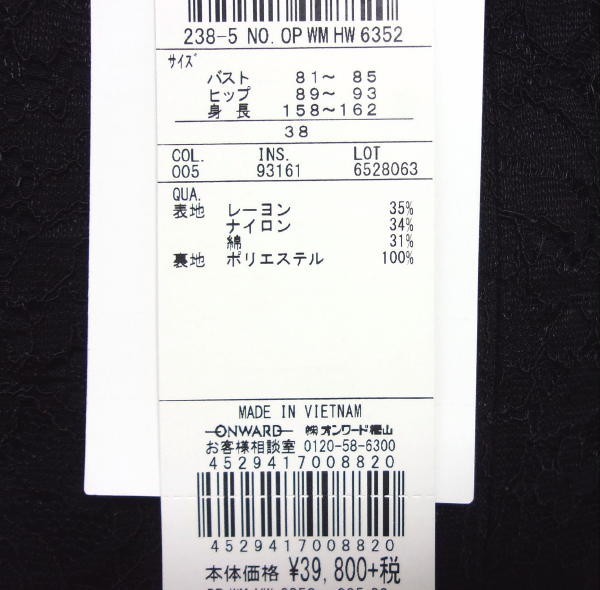 238-5 NO. OP WM HW 6352
サイズ
バスト 81～ 85
ヒップ 89～ 93
身長 158～162
38
COL. INS. LOT
005 93161 6528063
QUA.
表地 レーヨン 35%
ナイロン 34%
綿 31%
裏地 ポリエステル 100%
MADE IN VIETNAM
ONWARD ㈱オンワード樫山
お客様相談室 0120-58-6300
4529417008820
4529417008820
本体価格 ¥39,800+税